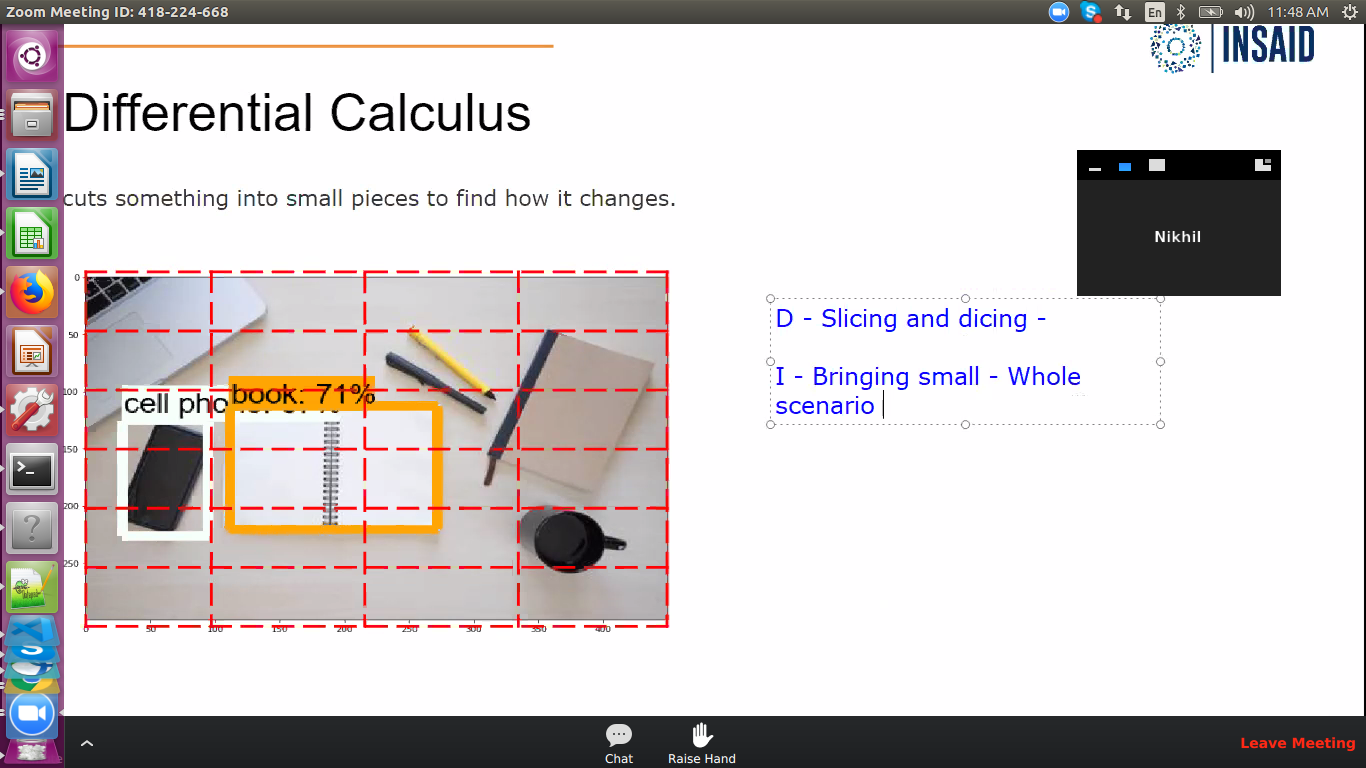 Zoom Meeting ID: 418-224-668
En
11:48 AM
INSAID
Differential Calculus
cuts something into small pieces to find how it changes.
Nikhil
D - Slicing and dicing -
I - Bringing small - Whole
scenario
book: 71%
cell pho
0
50
100
150
200
250
0
50
100
150
200
250
300
350
400
Chat
Raise Hand
Leave Meeting